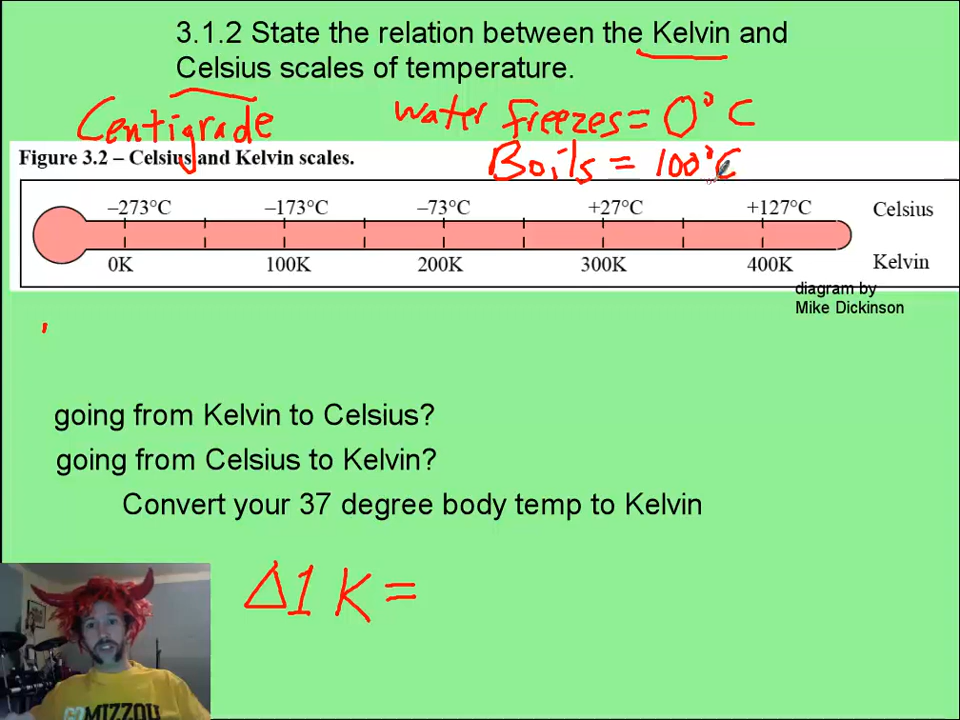 3.1.2 State the relation between the Kelvin and
Celsius scales of temperature.
Centigrade
Water Freezes = 0° C
Boils = 100°C
Figure 3.2 – Celsius and Kelvin scales.
–273°C –173°C –73°C +27°C +127°C Celsius
0K 100K 200K 300K 400K Kelvin
diagram by
Mike Dickinson
going from Kelvin to Celsius?
going from Celsius to Kelvin?
Convert your 37 degree body temp to Kelvin
Δ1 K =
GO MIZZOU